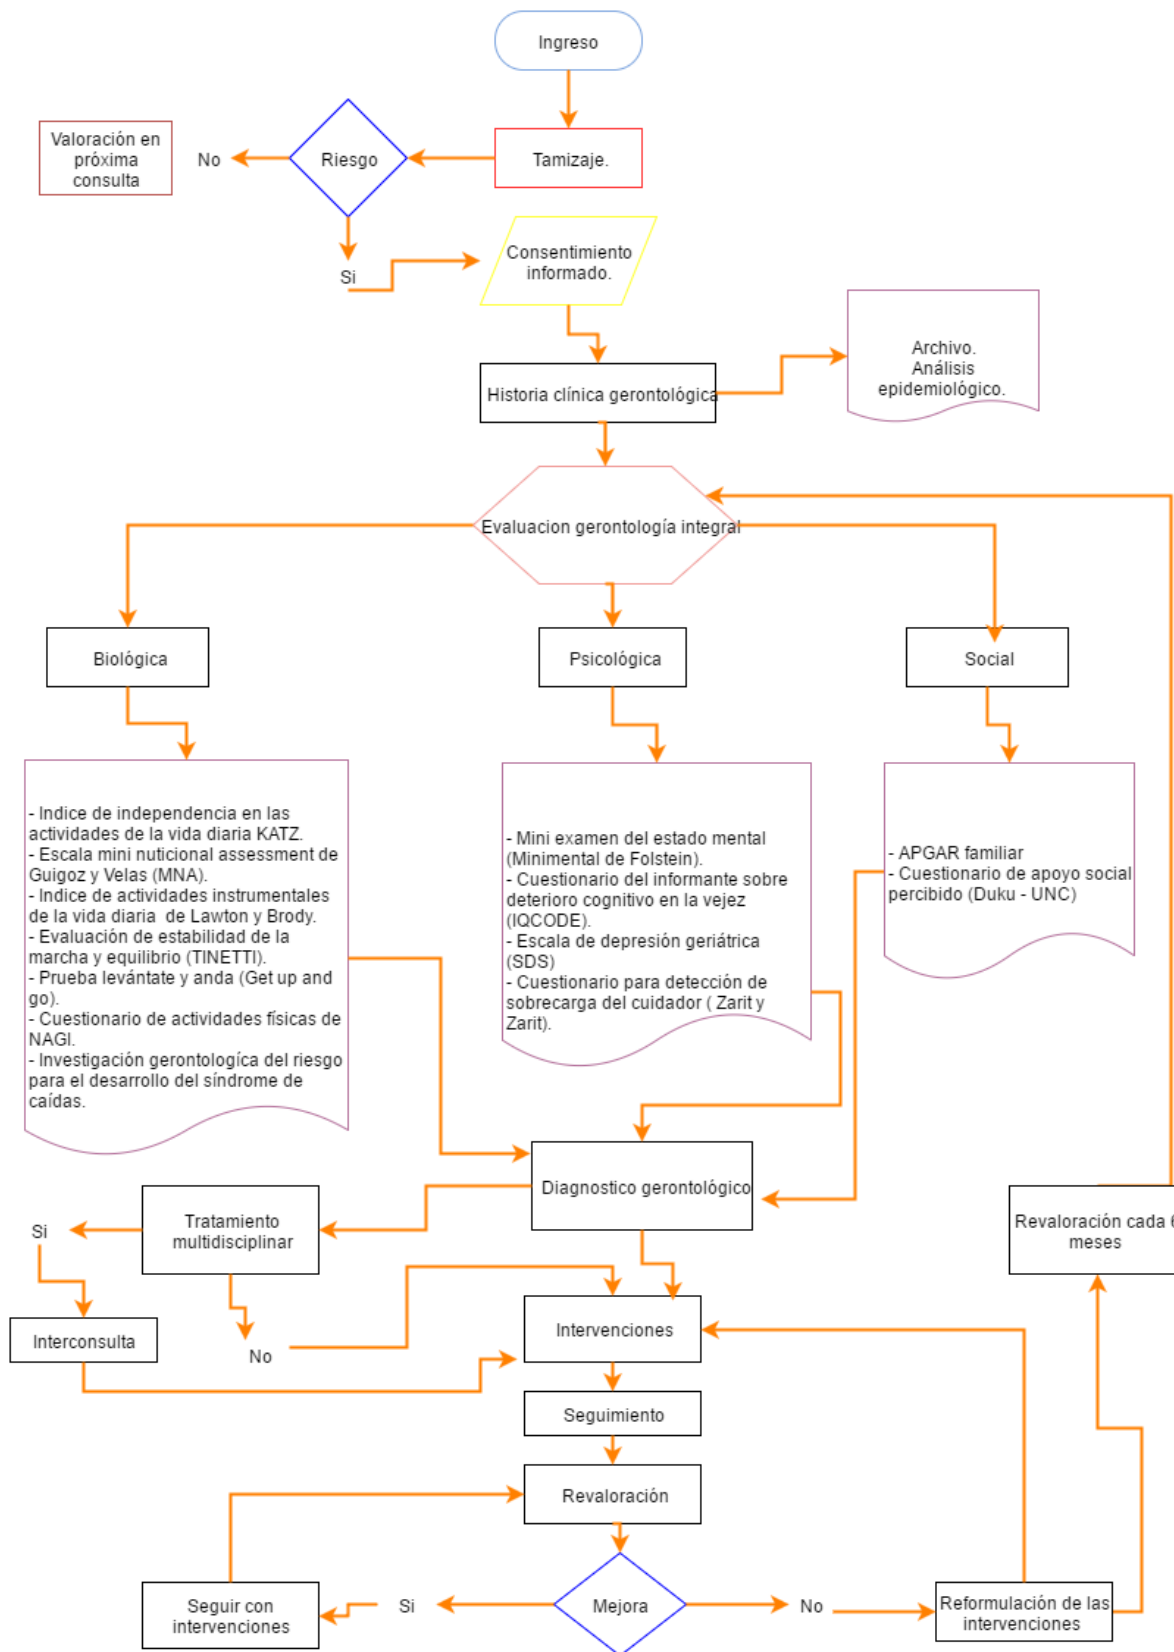 Ingreso
Valoración en
próxima
consulta
No
Riesgo
Tamizaje.
Si
Consentimiento
informado.
Archivo.
Análisis
epidemiológico.
Historia clínica gerontológica
Evaluacion gerontología integral
Biológica
Psicológica
Social
- Indice de independencia en las
actividades de la vida diaria KATZ.
- Escala mini nuticional assessment de
Guigoz y Velas (MNA).
- Indice de actividades instrumentales
de la vida diaria de Lawton y Brody.
- Evaluación de estabilidad de la
marcha y equilibrio (TINETTI).
- Prueba levántate y anda (Get up and
go).
- Cuestionario de actividades físicas de
NAGI.
- Investigación gerontologíca del riesgo
para el desarrollo del síndrome de
caídas.
- Mini examen del estado mental
(Minimental de Folstein).
- Cuestionario del informante sobre
deterioro cognitivo en la vejez
(IQCODE).
- Escala de depresión geriátrica
(SDS)
- Cuestionario para detección de
sobrecarga del cuidador ( Zarit y
Zarit).
- APGAR familiar
- Cuestionario de apoyo social
percibido (Duku - UNC)
Diagnostico gerontológico
Si
Tratamiento
multidisciplinar
Revaloración cada 6
meses
Interconsulta
No
Intervenciones
Seguimiento
Revaloración
Seguir con
intervenciones
Si
Mejora
No
Reformulación de las
intervenciones